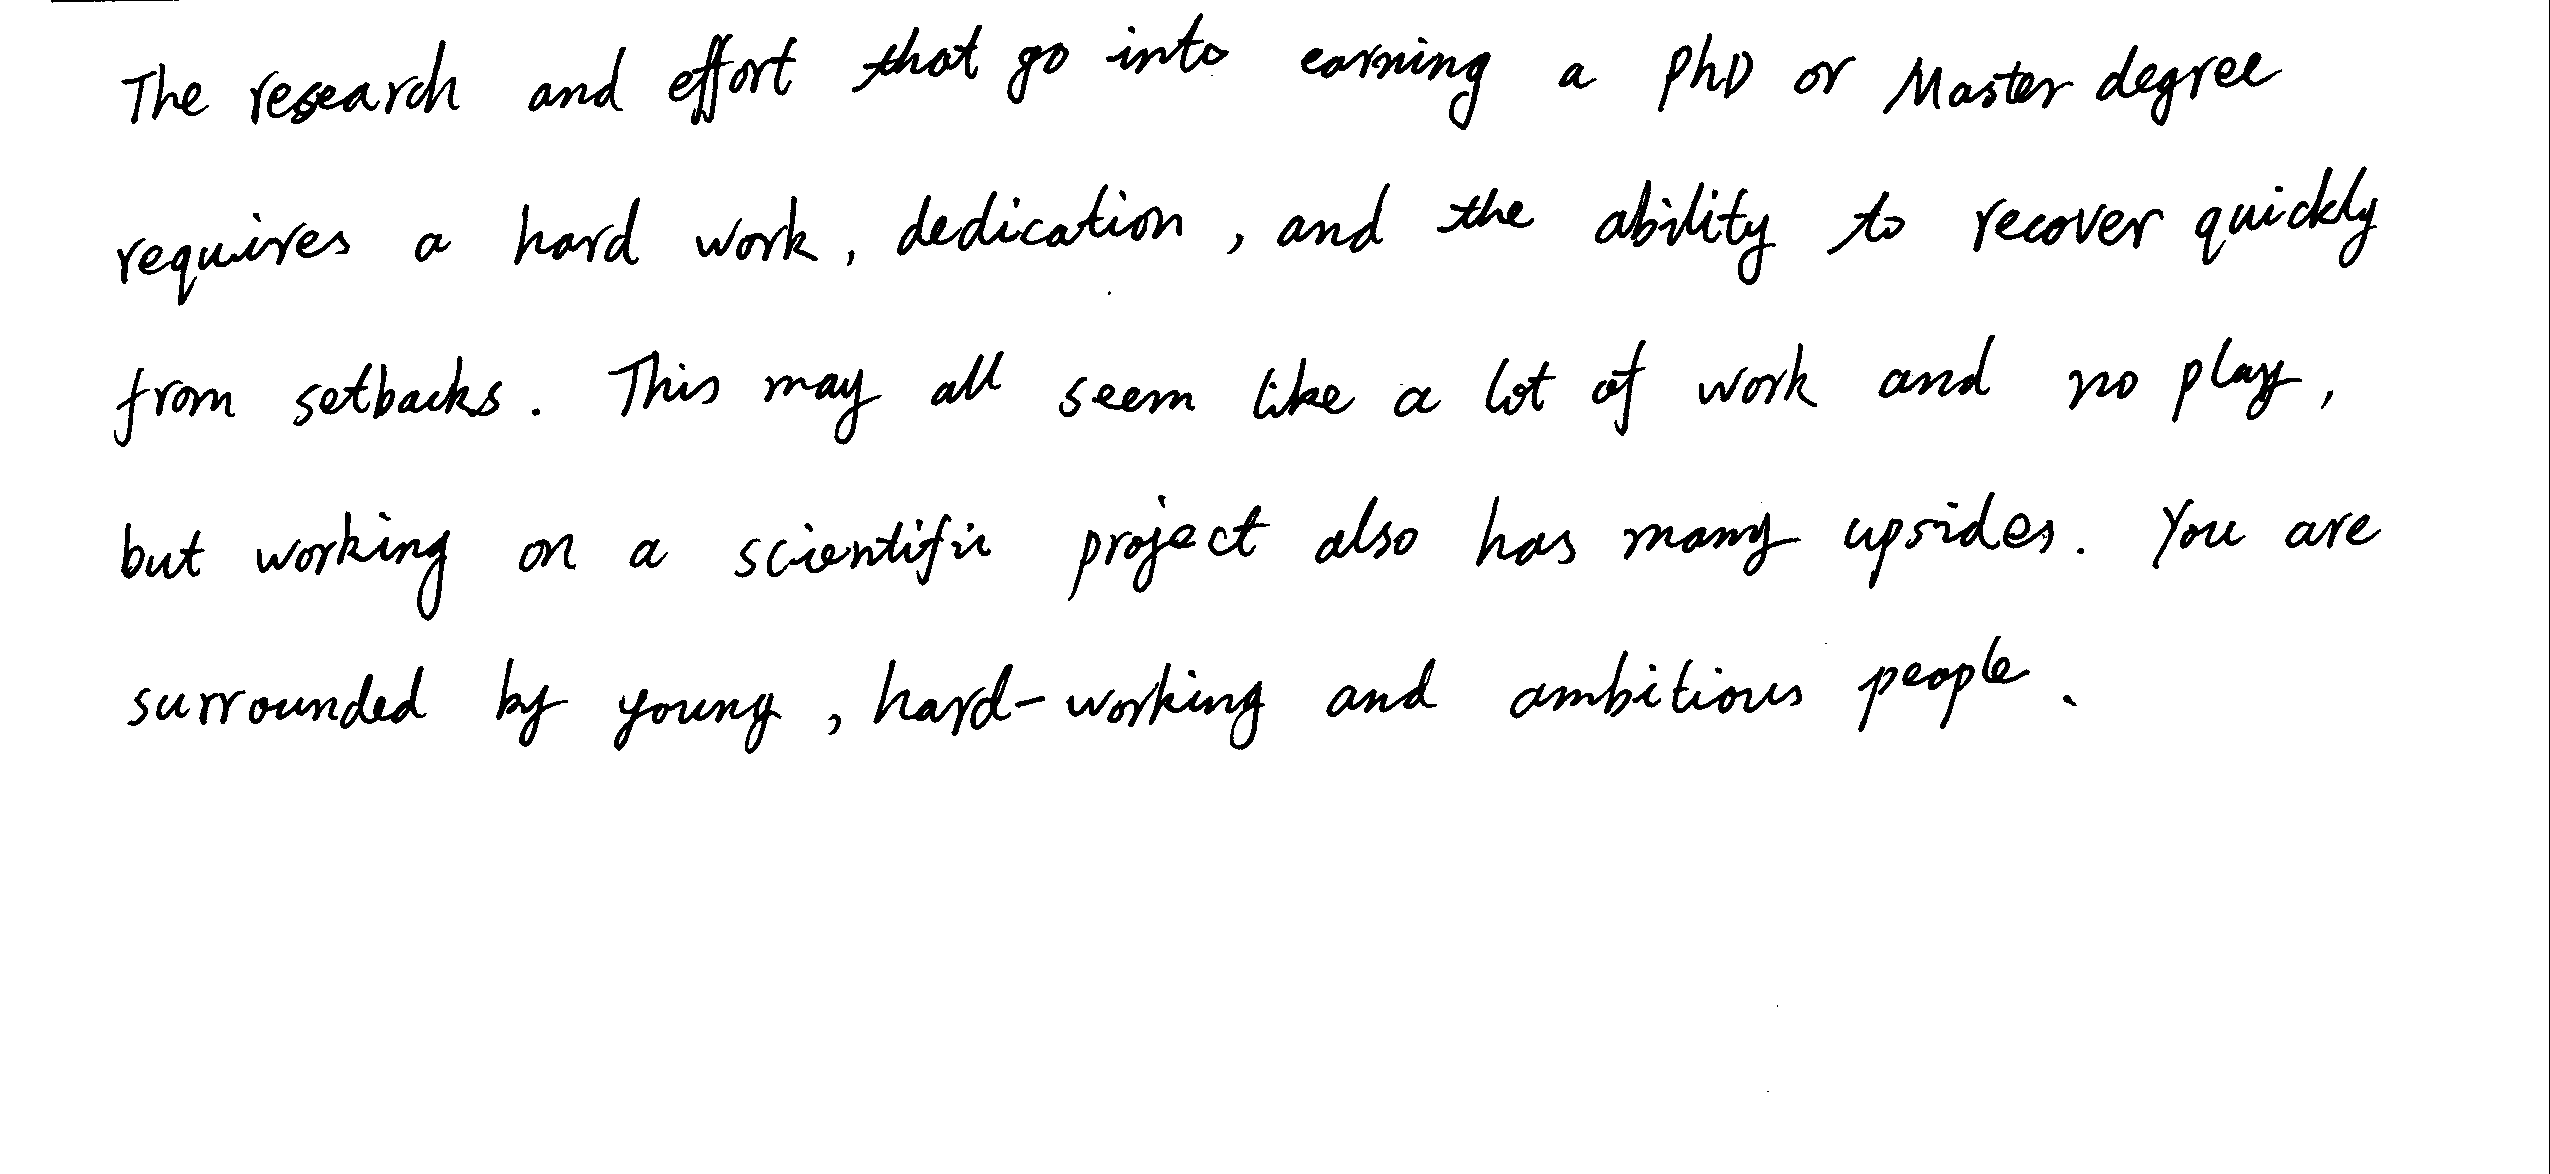 The research and effort that go into earning a PhD or Master degree
requires a hard work, dedication, and the ability to recover quickly
from setbacks. This may all seem like a lot of work and no play,
but working on a scientific project also has many upsides. You are
surrounded by young, hard-working and ambitious people.